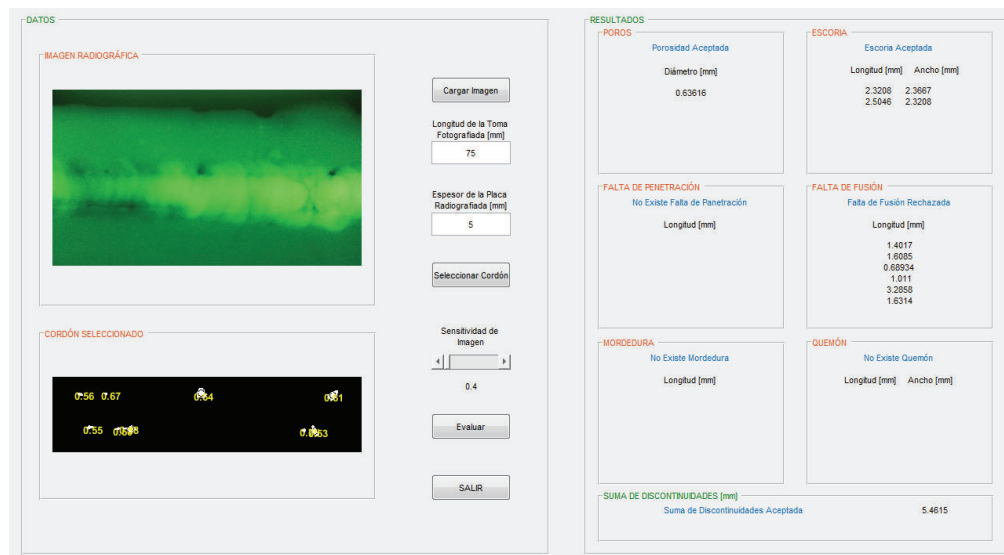 DATOS
IMAGEN RADIOGRÁFICA
Cargar Imagen
Longitud de la Toma
Fotografiada [mm]
75
Espesor de la Placa
Radiografiada [mm]
5
Seleccionar Cordón
CORDÓN SELECCIONADO
0.56 0.67
0.64
0.55
Sensitividad de
Imagen
0.4
Evaluar
SALIR
RESULTADOS
POROS
Porosidad Aceptada
Diámetro [mm]
0.63616
ESCORIA
Escoria Aceptada
Longitud [mm] Ancho [mm]
2.3208 2.3667
2.5046 2.3208
FALTA DE PENETRACIÓN
No Existe Falta de Panetración
Longitud [mm]
FALTA DE FUSIÓN
Falta de Fusión Rechazada
Longitud [mm]
1.4017
1.6085
0.68934
1.011
3.2858
1.6314
MORDEDURA
No Existe Mordedura
Longitud [mm]
QUEMÓN
No Existe Quemón
Longitud [mm] Ancho [mm]
SUMA DE DISCONTINUIDADES [mm]
Suma de Discontinuidades Aceptada 5.4615